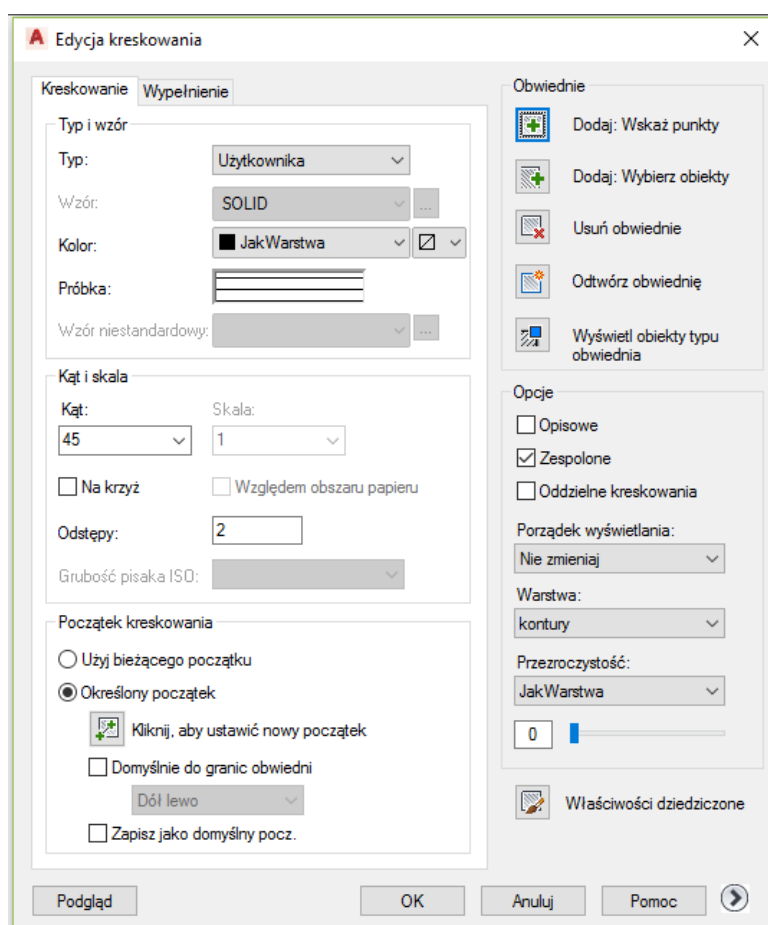 A Edycja kreskowania
Kreskowanie Wypełnienie
Typ i wzór
Typ: Użytkownika
Wzór: SOLID ...
Kolor: JakWarstwa
Próbka:
Wzór niestandardowy: ...
Kąt i skala
Kąt: Skala:
45 1
Na krzyż Względem obszaru papieru
Odstępy: 2
Grubość pisaka ISO:
Początek kreskowania
Użyj bieżącego początku
Określony początek
Kliknij, aby ustawić nowy początek
Domyślnie do granic obwiedni
Dół lewo
Zapisz jako domyślny pocz.
Obwiednie
Dodaj: Wskaż punkty
Dodaj: Wybierz obiekty
Usuń obwiednie
Odtwórz obwiednię
Wyświetl obiekty typu
obwiednia
Opcje
Opisowe
Zespolone
Oddzielne kreskowania
Porządek wyświetlania:
Nie zmieniaj
Warstwa:
kontury
Przezroczystość:
JakWarstwa
0
Właściwości dziedziczone
Podgląd OK Anuluj Pomoc